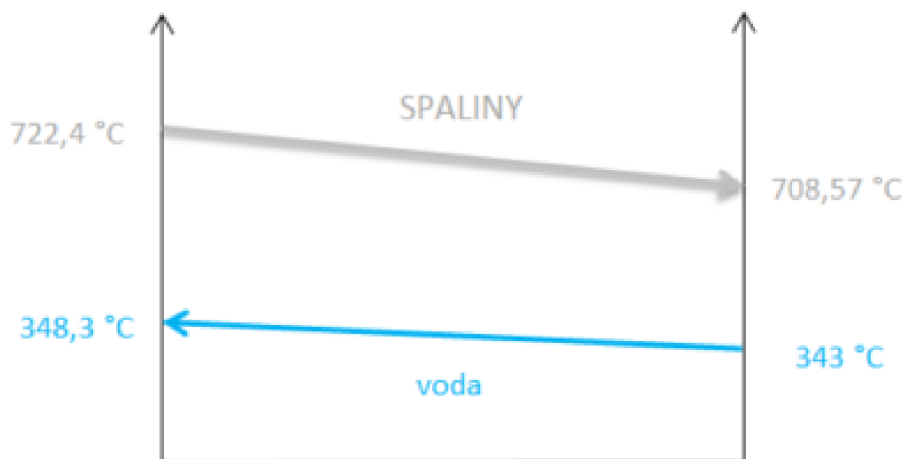 SPALINY
722,4 °C
708,57 °C
348,3 °C
343 °C
voda